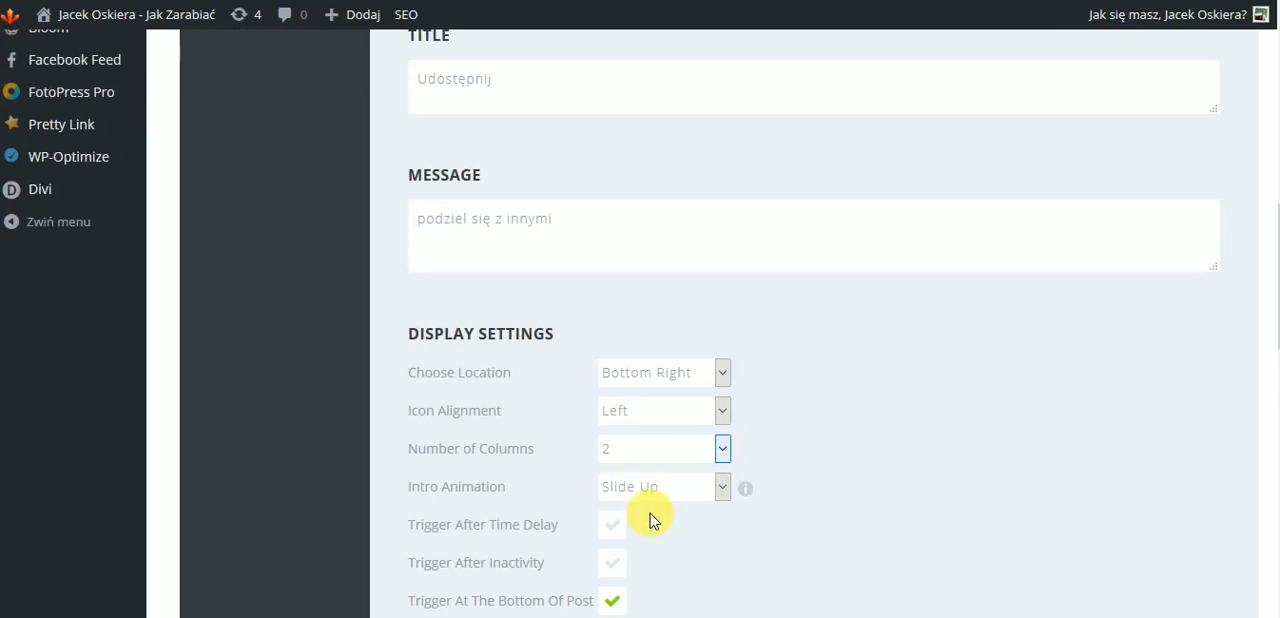 Jacek Oskiera - Jak Zarabiać 4 0 Dodaj SEO Jak się masz, Jacek Oskiera?
Bloom
Facebook Feed
FotoPress Pro
Pretty Link
WP-Optimize
Divi
Zwiń menu
TITLE
Udostępnij
MESSAGE
podziel się z innymi
DISPLAY SETTINGS
Choose Location Bottom Right
Icon Alignment Left
Number of Columns 2
Intro Animation Slide Up
Trigger After Time Delay
Trigger After Inactivity
Trigger At The Bottom Of Post